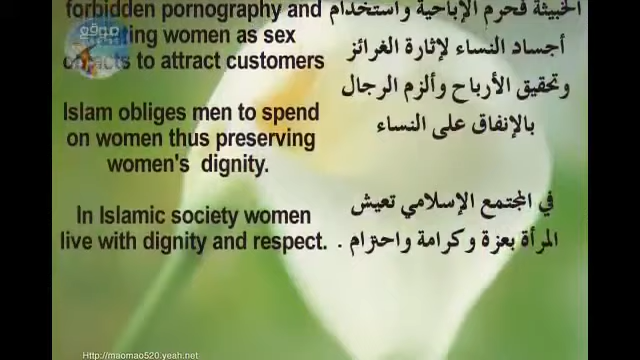 forbidden pornography and
women as sex
to attract customers
Islam obliges men to spend
on women thus preserving
women's dignity.
In Islamic society women
live with dignity and respect.
الخبيثة فحرم الإباحية واستخدام
أجساد النساء لإثارة الغرائز
وتحقيق الأرباح وألزم الرجال
بالإنفاق على النساء
في المجتمع الإسلامي تعيش
المرأة بعزة وكرامة واحترام .
موقع
Http://maomao520.yeah.net